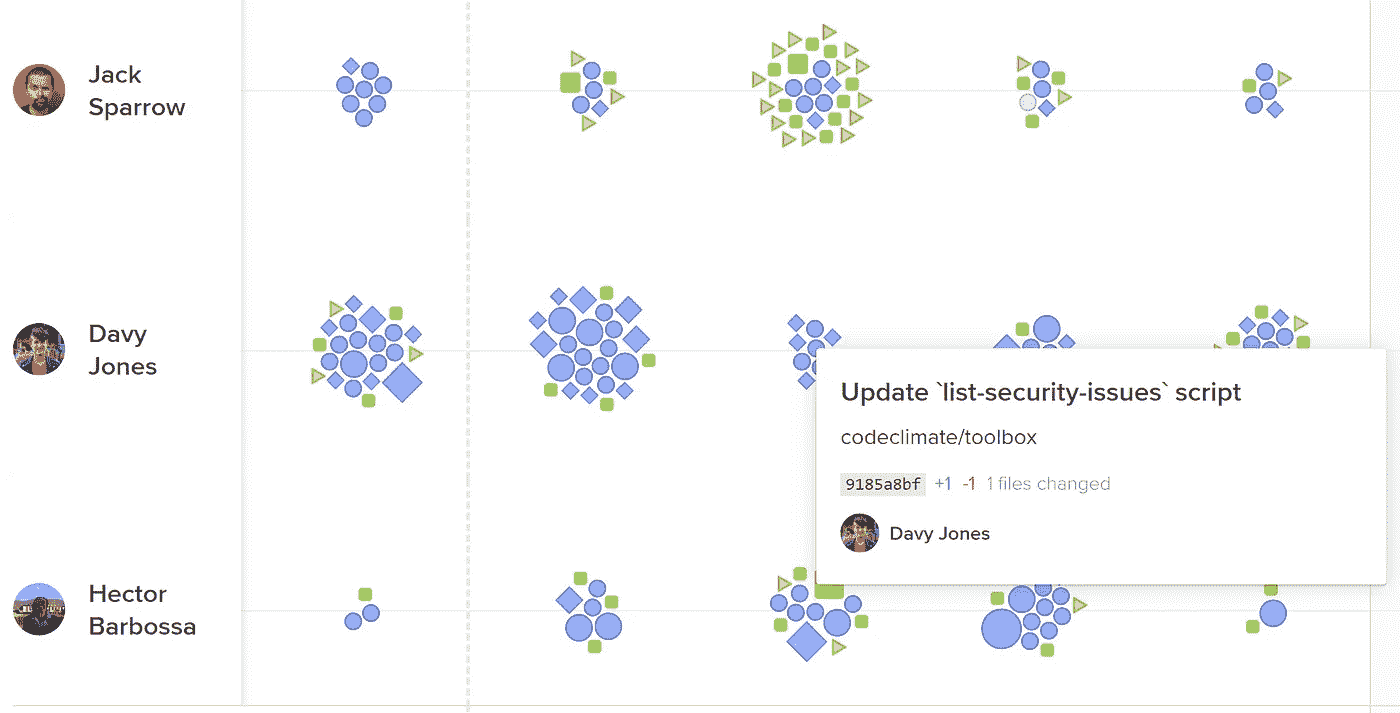 Jack
Sparrow
Davy
Jones
Update `list-security-issues` script
codeclimate/toolbox
9185a8bf +1 -1 1 files changed
Davy Jones
Hector
Barbossa